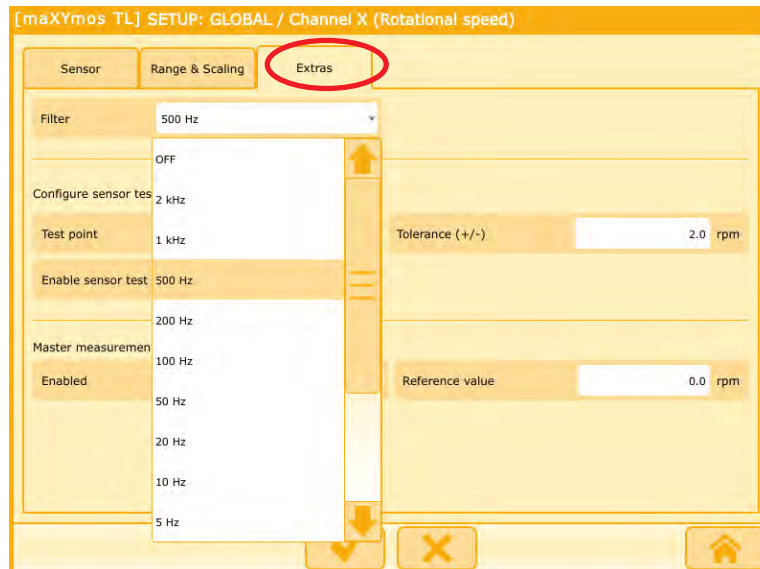 [maXYmos TL] SETUP: GLOBAL / Channel X (Rotational speed)
Sensor Range & Scaling Extras
Filter 500 Hz
OFF
Configure sensor tes
2 kHz
Test point Tolerance (+/-) 2.0 rpm
1 kHz
Enable sensor test 500 Hz
200 Hz
Master measuremen
100 Hz
Enabled Reference value 0.0 rpm
50 Hz
20 Hz
10 Hz
5 Hz